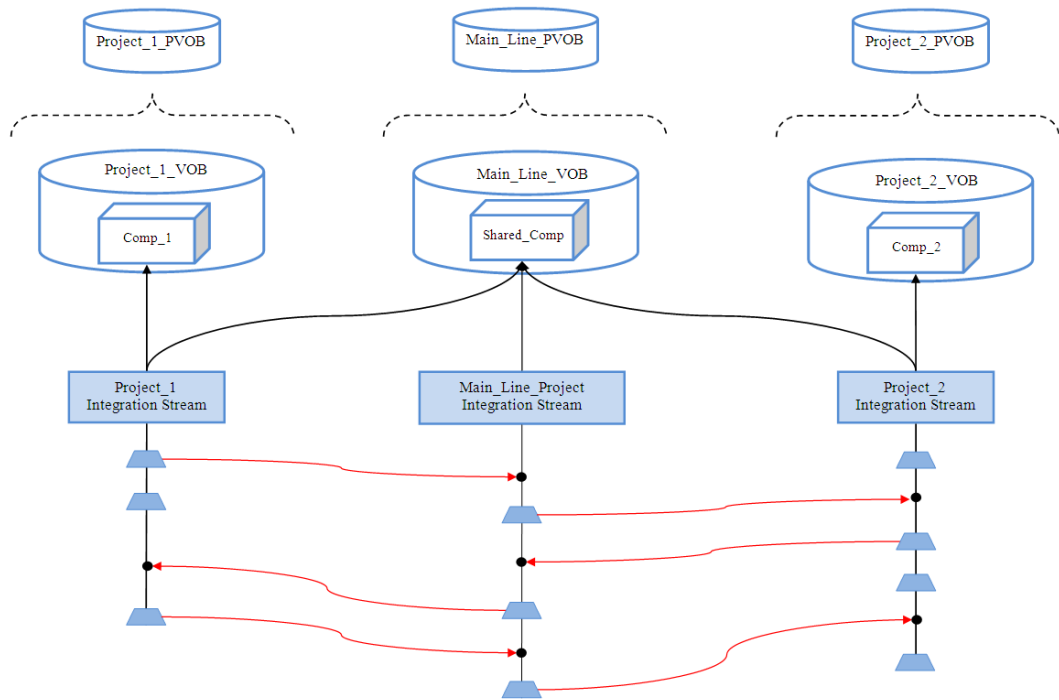 Project_1_PVOB
Main_Line_PVOB
Project_2_PVOB
Project_1_VOB
Main_Line_VOB
Project_2_VOB
Comp_1
Shared_Comp
Comp_2
Project_1
Integration Stream
Main_Line_Project
Integration Stream
Project_2
Integration Stream